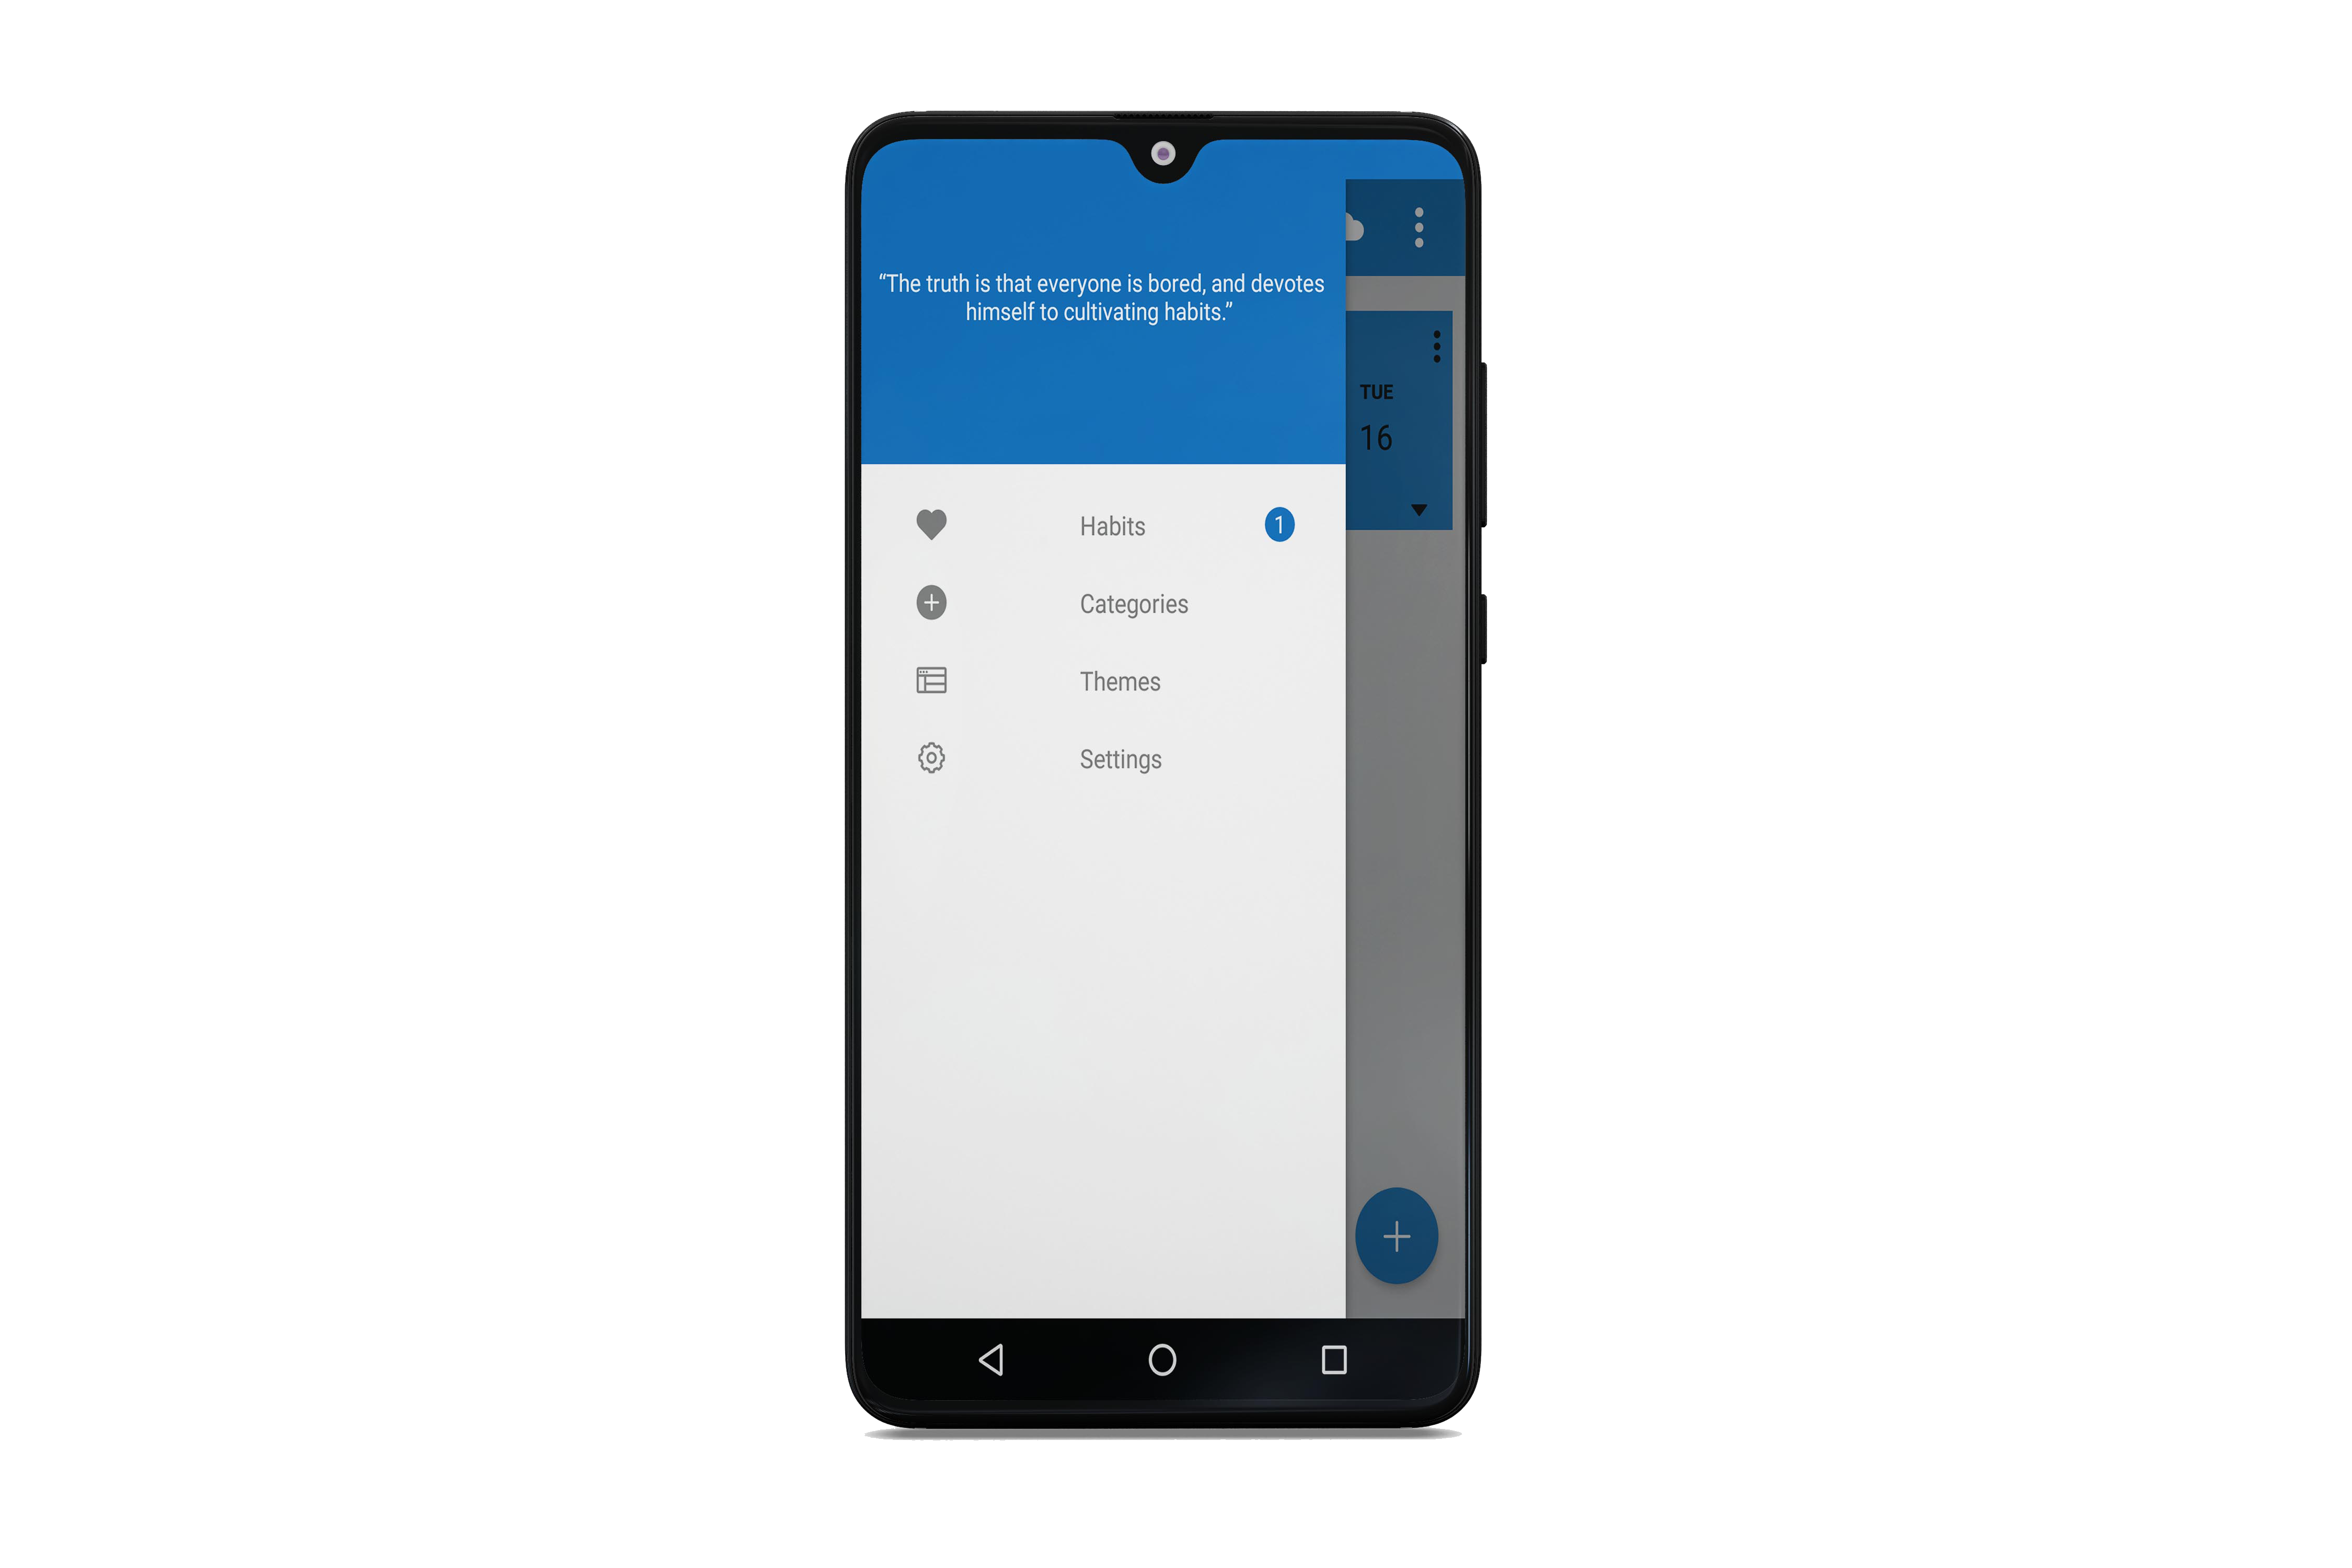 “The truth is that everyone is bored, and devotes
himself to cultivating habits.”
TUE
16
Habits 1
Categories
Themes
Settings